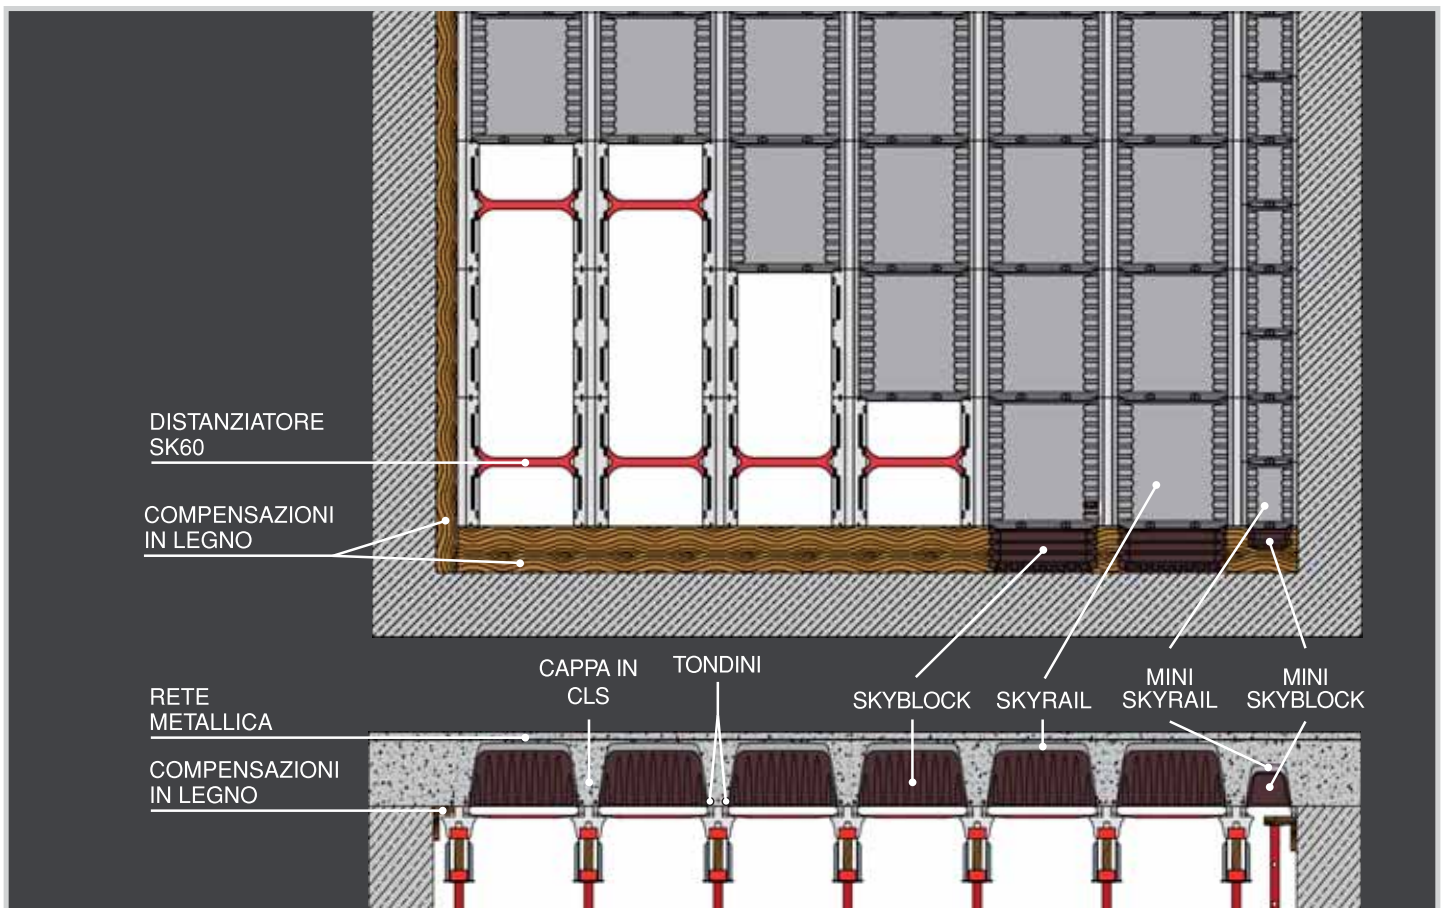 DISTANZIATORE
SK60
COMPENSAZIONI
IN LEGNO
RETE
METALLICA
COMPENSAZIONI
IN LEGNO
CAPPA IN
CLS
TONDINI
SKYBLOCK
SKYRAIL
MINI
SKYRAIL
MINI
SKYBLOCK